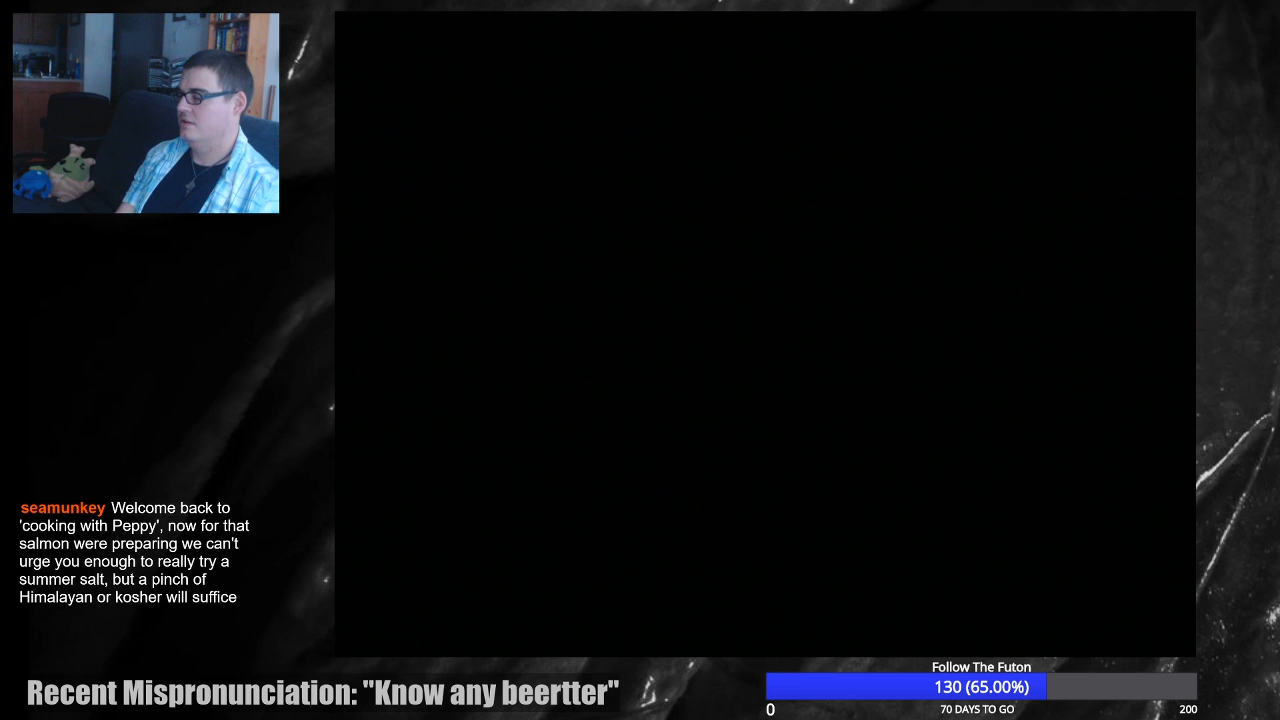 seamunkey Welcome back to
'cooking with Peppy', now for that
salmon were preparing we can't
urge you enough to really try a
summer salt, but a pinch of
Himalayan or kosher will suffice
Recent Mispronunciation: "Know any beertter"
Follow The Futon
130 (65.00%)
0 70 DAYS TO GO 200